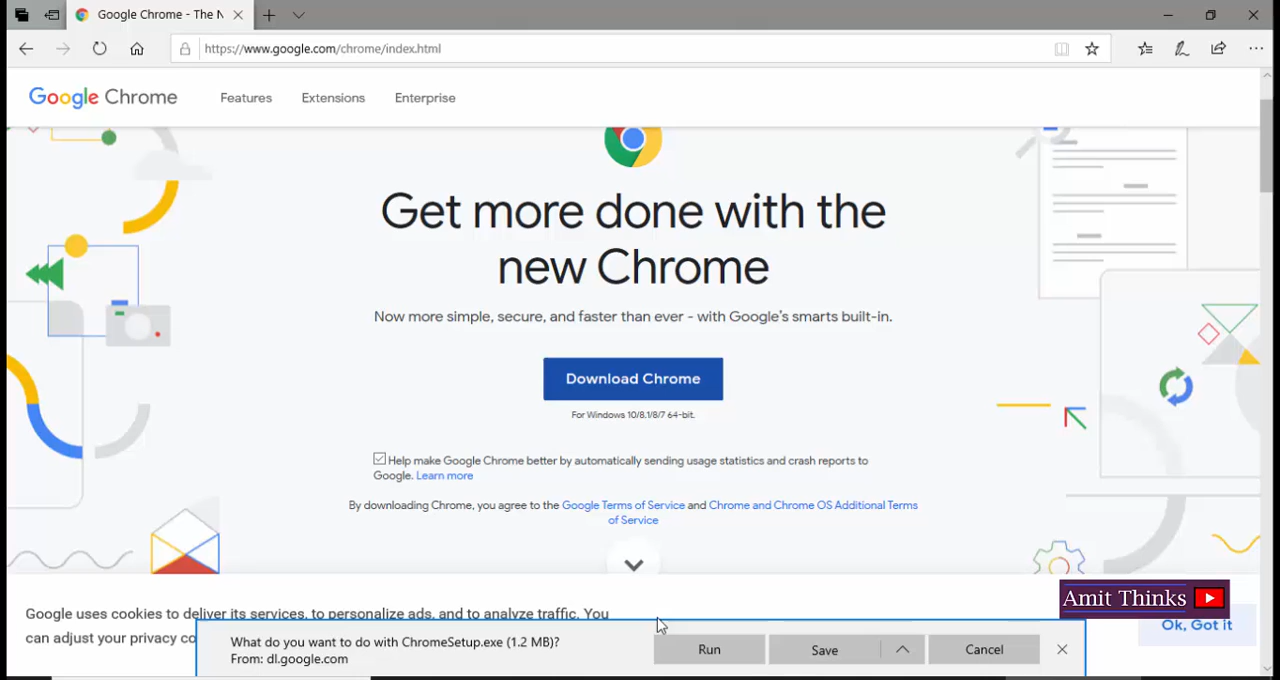 Google Chrome - The N
https://www.google.com/chrome/index.html
Google Chrome Features Extensions Enterprise
Get more done with the
new Chrome
Now more simple, secure, and faster than ever - with Google's smarts built-in.
Download Chrome
For Windows 10/8.1/8/7 64-bit.
Help make Google Chrome better by automatically sending usage statistics and crash reports to
Google. Learn more
By downloading Chrome, you agree to the Google Terms of Service and Chrome and Chrome OS Additional Terms
of Service
Amit Thinks
Google uses cookies to deliver its services, to personalize ads, and to analyze traffic. You
can adjust your privacy co
Ok, Got it
What do you want to do with ChromeSetup.exe (1.2 MB)?
From: dl.google.com
Run Save Cancel